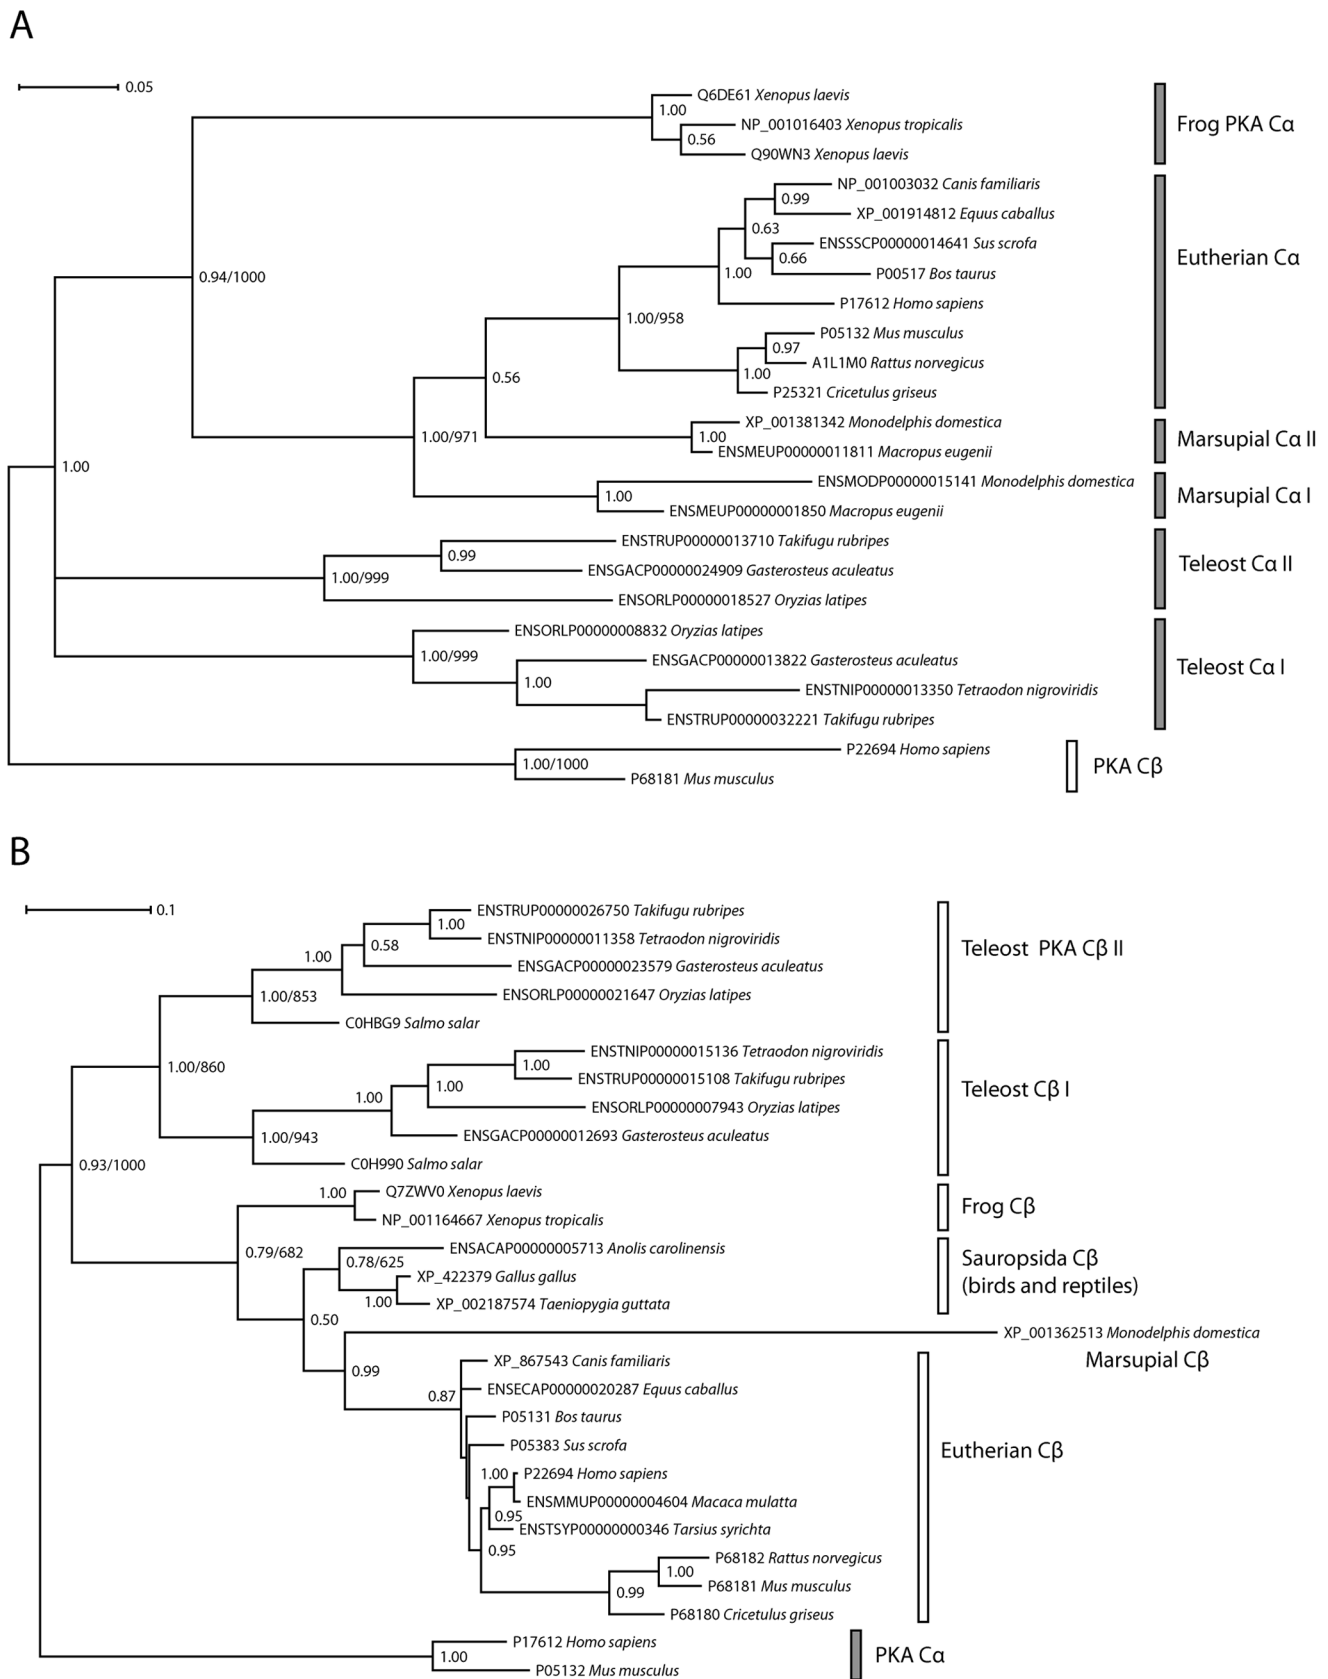 A
0.05
Q6DE61 Xenopus laevis
1.00
NP_001016403 Xenopus tropicalis
Frog PKA Cα
0.56
Q90WN3 Xenopus laevis
NP_001003032 Canis familiaris
0.99
XP_001914812 Equus caballus
0.63
ENSSSCP00000014641 Sus scrofa
0.66
Eutherian Cα
1.00
P00517 Bos taurus
0.94/1000
P17612 Homo sapiens
1.00/958
P05132 Mus musculus
0.97
A1L1M0 Rattus norvegicus
1.00
0.56
P25321 Cricetulus griseus
XP_001381342 Monodelphis domestica
1.00/971
1.00
Marsupial Cα II
ENSMEUP00000011811 Macropus eugenii
1.00
ENSMODP00000015141 Monodelphis domestica
1.00
Marsupial Cα I
ENSMEUP00000001850 Macropus eugenii
ENSTRUP00000013710 Takifugu rubripes
0.99
Teleost Cα II
ENSGACP00000024909 Gasterosteus aculeatus
1.00/999
ENSORLP00000018527 Oryzias latipes
ENSORLP00000008832 Oryzias latipes
1.00/999
ENSGACP00000013822 Gasterosteus aculeatus
Teleost Cα I
1.00
ENSTNIP00000013350 Tetraodon nigroviridis
ENSTRUP00000032221 Takifugu rubripes
P22694 Homo sapiens
1.00/1000
PKA Cβ
P68181 Mus musculus
B
0.1
ENSTRUP00000026750 Takifugu rubripes
1.00
ENSTNIP00000011358 Tetraodon nigroviridis
0.58
Teleost PKA Cβ II
1.00
ENSGACP00000023579 Gasterosteus aculeatus
1.00/853
ENSORLP00000021647 Oryzias latipes
C0HBG9 Salmo salar
ENSTNIP00000015136 Tetraodon nigroviridis
1.00
1.00/860
ENSTRUP00000015108 Takifugu rubripes
1.00
Teleost Cβ I
1.00
ENSORLP00000007943 Oryzias latipes
1.00/943
ENSGACP00000012693 Gasterosteus aculeatus
C0H990 Salmo salar
0.93/1000
1.00
Q7ZWV0 Xenopus laevis
Frog Cβ
NP_001164667 Xenopus tropicalis
0.79/682
ENSACAP00000005713 Anolis carolinensis
0.78/625
Sauropsida Cβ
XP_422379 Gallus gallus
(birds and reptiles)
1.00
XP_002187574 Taeniopygia guttata
0.50
XP_001362513 Monodelphis domestica
Marsupial Cβ
XP_867543 Canis familiaris
0.99
0.87
ENSECAP00000020287 Equus caballus
P05131 Bos taurus
P05383 Sus scrofa
Eutherian Cβ
1.00
P22694 Homo sapiens
ENSMMUP00000004604 Macaca mulatta
0.95
ENSTSYP00000000346 Tarsius syrichta
0.95
P68182 Rattus norvegicus
1.00
P68181 Mus musculus
0.99
P68180 Cricetulus griseus
P17612 Homo sapiens
1.00
PKA Cα
P05132 Mus musculus